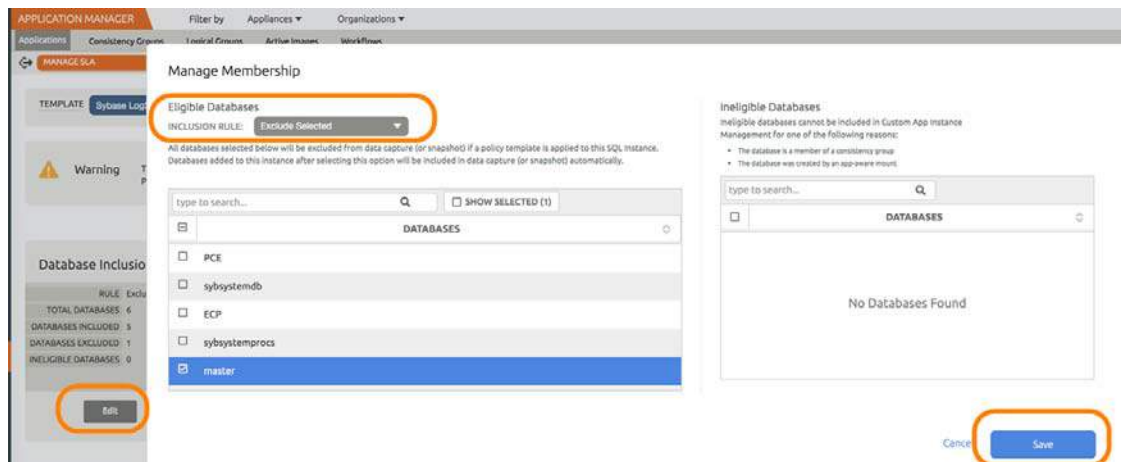 APPLICATION MANAGER Filter by Appliances Organizations
Applications Consistency Groups Logical Groups Active Images Workflows
MANAGE SLA
Manage Membership
TEMPLATE Sybase Log
Eligible Databases
INCLUSION RULE: Exclude Selected
All databases selected below will be excluded from data capture (or snapshot) if a policy template is applied to this SQL Instance.
Databases added to this instance after selecting this option will be included in data capture (or snapshot) automatically.
Ineligible Databases
Ineligible databases cannot be included in Custom App Instance
Management for one of the following reasons:
The database is a member of a consistency group
The database was created by an app-aware mount
Warning T
P
type to search... SHOW SELECTED (1)
DATABASES
PCE
sybsystemdb
ECP
sybsystemprocs
master
type to search...
DATABASES
No Databases Found
Database Inclusio
RULE Exclu
TOTAL DATABASES 6
DATABASES INCLUDED 5
DATABASES EXCLUDED 1
INELIGIBLE DATABASES 0
Edit
Cance Save